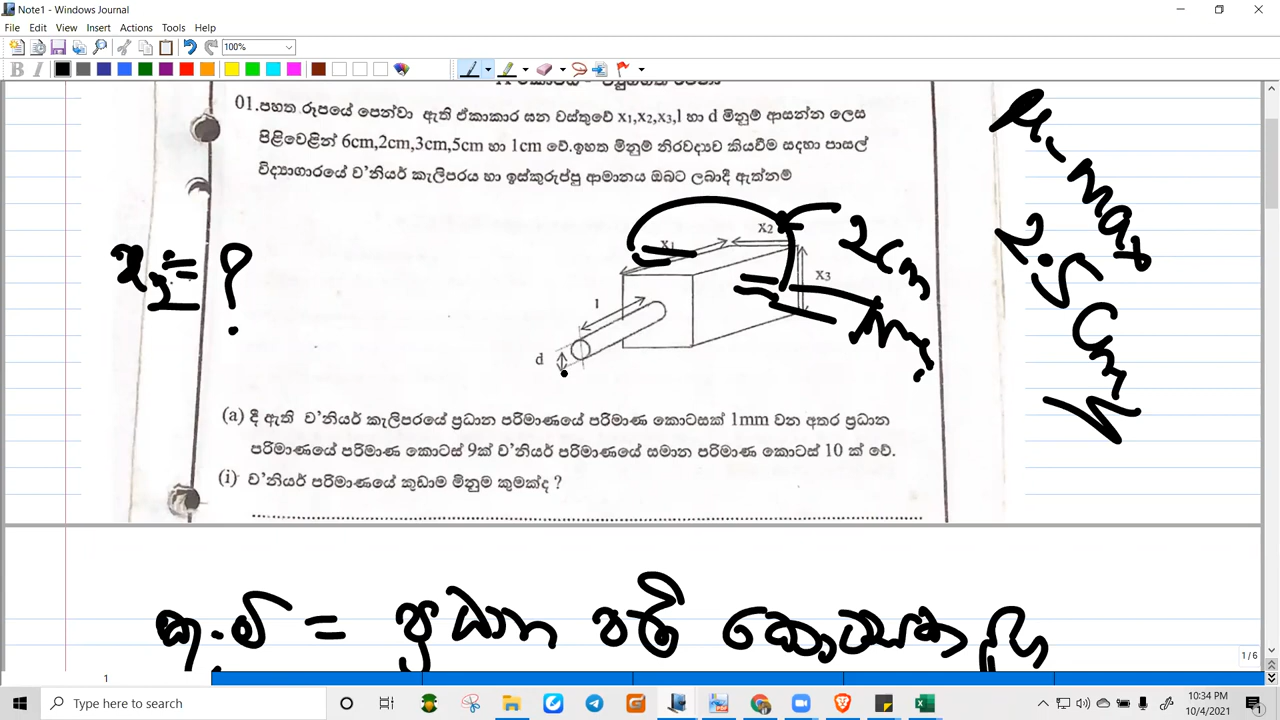 Note1 - Windows Journal
File Edit View Insert Actions Tools Help
100%
01.පහත රූපයේ පෙන්වා ඇති ඒකාකාර ඝන වස්තුවේ x₁,x₂,x₃,l හා d මිනුම් ආසන්න ලෙස
පිළිවෙළින් 6cm,2cm,3cm,5cm හා 1cm වේ.ඉහත මිනුම් නිරවද්‍යව කියවීම සඳහා පාසල්
විද්‍යාගාරයේ ව'නියර් කැලිපරය හා ඉස්කුරුප්පු ආමානය ඔබට ලබාදී ඇත්නම්
x₁
x₂
x₃
l
d
2cm
x₂ = ?
μ - max
2.5 cm
(a) දී ඇති ව'නියර් කැලිපරයේ ප්‍රධාන පරිමාණයේ පරිමාණ කොටසක් 1mm වන අතර ප්‍රධාන
පරිමාණයේ පරිමාණ කොටස් 9ක් ව'නියර් පරිමාණයේ සමාන පරිමාණ කොටස් 10 ක් වේ.
(i) ව'නියර් පරිමාණයේ කුඩාම මිනුම කුමක්ද ?
ක.ම = ප්‍රධාන පරි කොටසක දිග
1/6
1
Type here to search
10:34 PM
10/4/2021